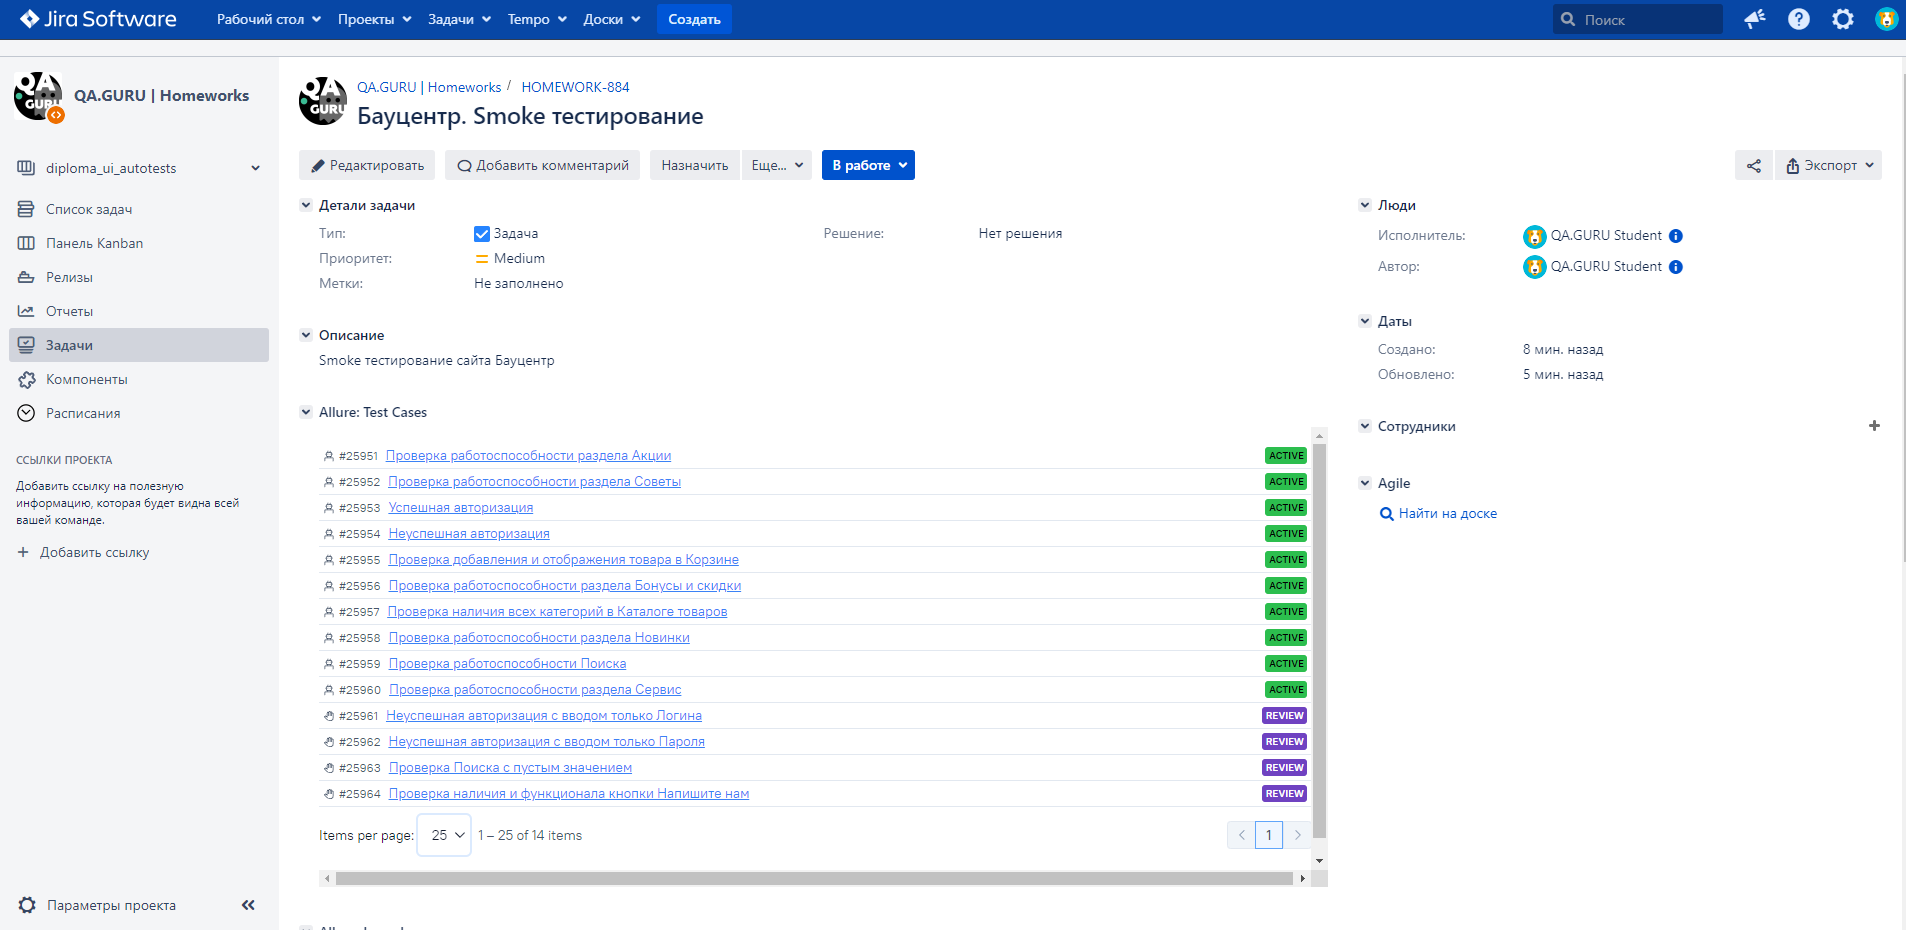 Jira Software
Рабочий стол Проекты Задачи Tempo Доски Создать
Поиск
QA GURU
QA.GURU | Homeworks
diploma_ui_autotests
Список задач
Панель Kanban
Релизы
Отчеты
Задачи
Компоненты
Расписания
ССЫЛКИ ПРОЕКТА
Добавить ссылку на полезную
информацию, которая будет видна всей
вашей команде.
Добавить ссылку
Параметры проекта
QA GURU
QA.GURU | Homeworks / HOMEWORK-884
Бауцентр. Smoke тестирование
Редактировать Добавить комментарий Назначить Еще... В работе Экспорт
Детали задачи
Тип: Задача Решение: Нет решения
Приоритет: Medium
Метки: Не заполнено
Описание
Smoke тестирование сайта Бауцентр
Allure: Test Cases
#25951 Проверка работоспособности раздела Акции ACTIVE
#25952 Проверка работоспособности раздела Советы ACTIVE
#25953 Успешная авторизация ACTIVE
#25954 Неуспешная авторизация ACTIVE
#25955 Проверка добавления и отображения товара в Корзине ACTIVE
#25956 Проверка работоспособности раздела Бонусы и скидки ACTIVE
#25957 Проверка наличия всех категорий в Каталоге товаров ACTIVE
#25958 Проверка работоспособности раздела Новинки ACTIVE
#25959 Проверка работоспособности Поиска ACTIVE
#25960 Проверка работоспособности раздела Сервис ACTIVE
#25961 Неуспешная авторизация с вводом только Логина REVIEW
#25962 Неуспешная авторизация с вводом только Пароля REVIEW
#25963 Проверка Поиска с пустым значением REVIEW
#25964 Проверка наличия и функционала кнопки Напишите нам REVIEW
Items per page: 25 1 – 25 of 14 items 1
Люди
Исполнитель: QA.GURU Student
Автор: QA.GURU Student
Даты
Создано: 8 мин. назад
Обновлено: 5 мин. назад
Сотрудники
Agile
Найти на доске